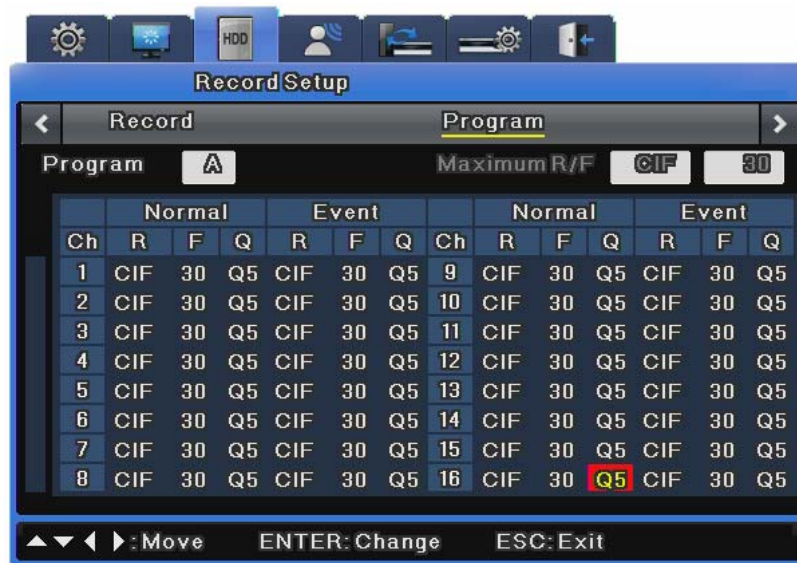 HDD
Record Setup
Record Program
Program A Maximum R/F CIF 30
Normal Event Normal Event
Ch R F Q R F Q Ch R F Q R F Q
1 CIF 30 Q5 CIF 30 Q5 9 CIF 30 Q5 CIF 30 Q5
2 CIF 30 Q5 CIF 30 Q5 10 CIF 30 Q5 CIF 30 Q5
3 CIF 30 Q5 CIF 30 Q5 11 CIF 30 Q5 CIF 30 Q5
4 CIF 30 Q5 CIF 30 Q5 12 CIF 30 Q5 CIF 30 Q5
5 CIF 30 Q5 CIF 30 Q5 13 CIF 30 Q5 CIF 30 Q5
6 CIF 30 Q5 CIF 30 Q5 14 CIF 30 Q5 CIF 30 Q5
7 CIF 30 Q5 CIF 30 Q5 15 CIF 30 Q5 CIF 30 Q5
8 CIF 30 Q5 CIF 30 Q5 16 CIF 30 Q5 CIF 30 Q5
:Move ENTER:Change ESC:Exit